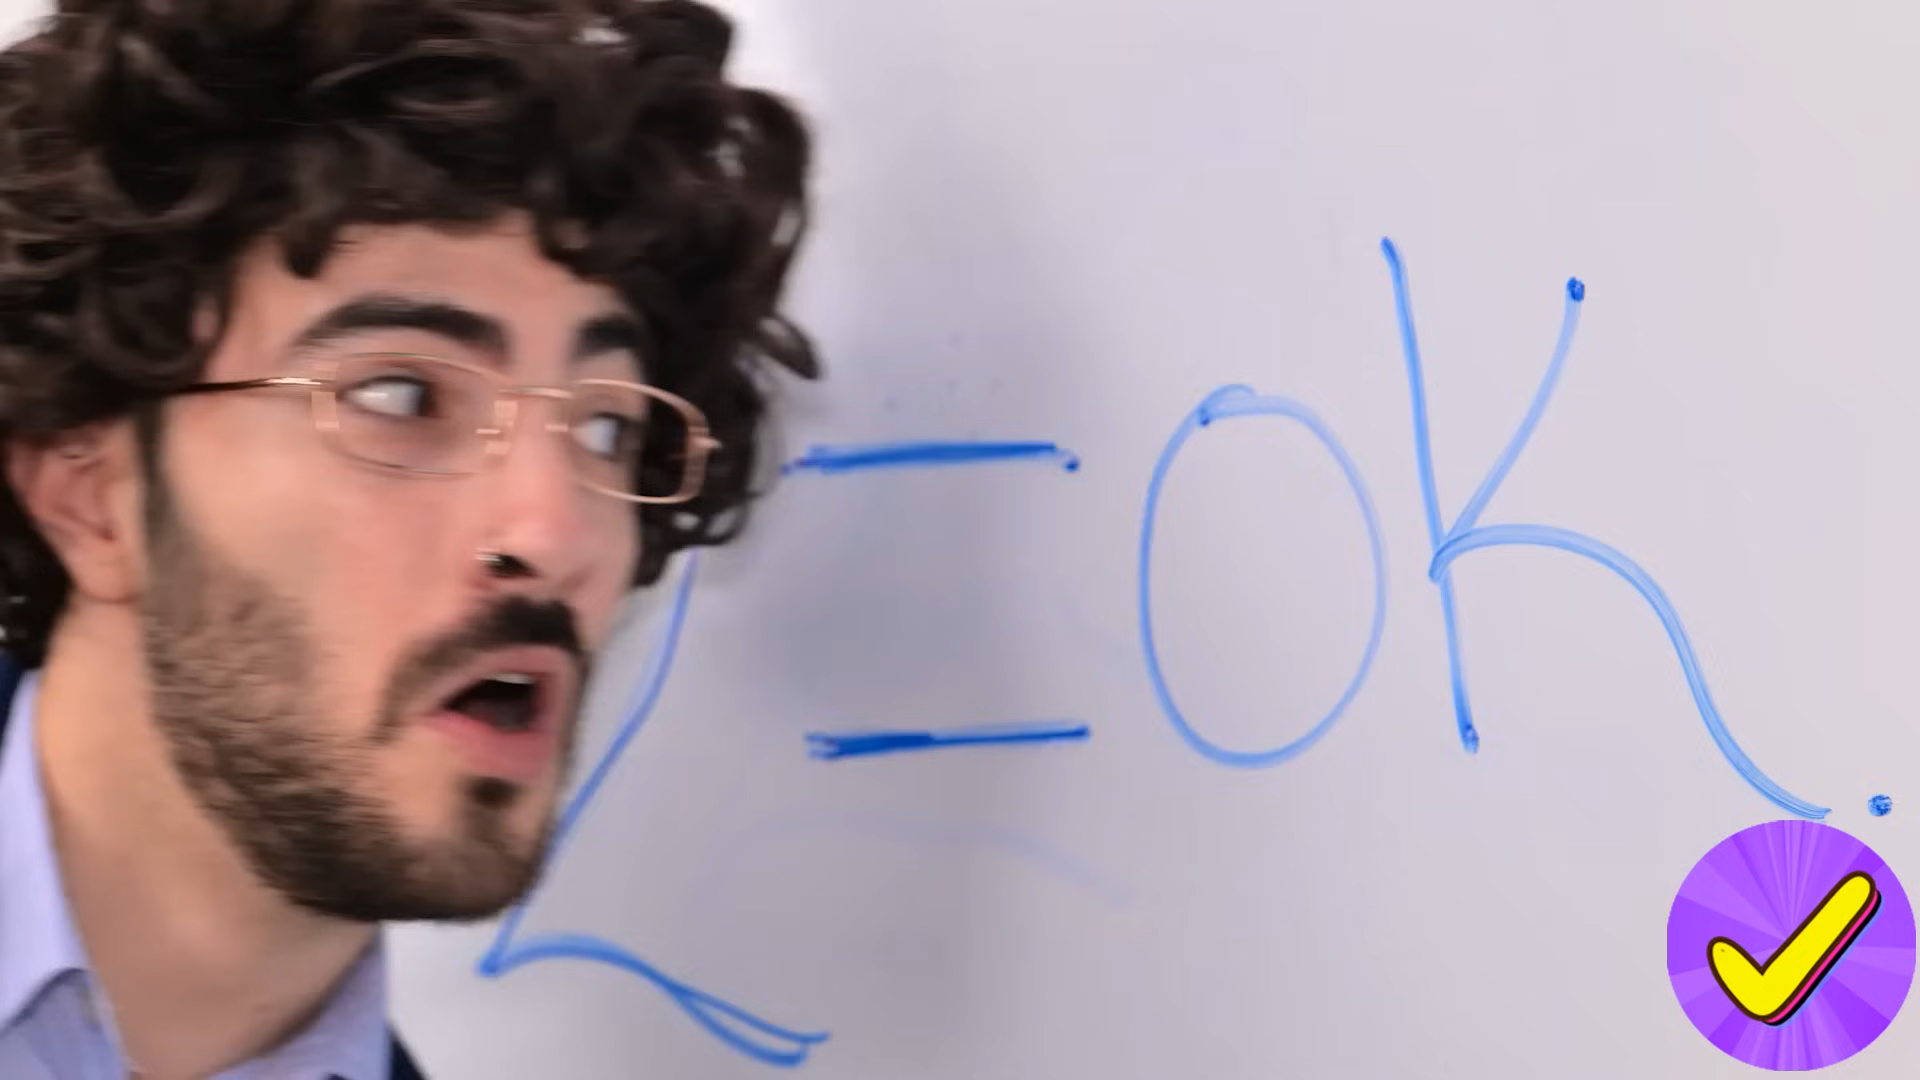 = OK.